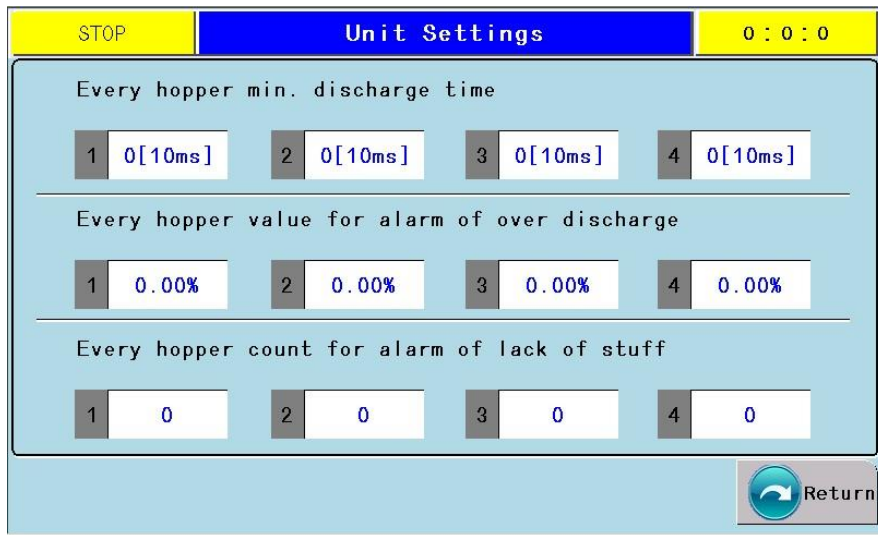 STOP Unit Settings 0:0:0
Every hopper min. discharge time
1 0[10ms] 2 0[10ms] 3 0[10ms] 4 0[10ms]
Every hopper value for alarm of over discharge
1 0.00% 2 0.00% 3 0.00% 4 0.00%
Every hopper count for alarm of lack of stuff
1 0 2 0 3 0 4 0
Return